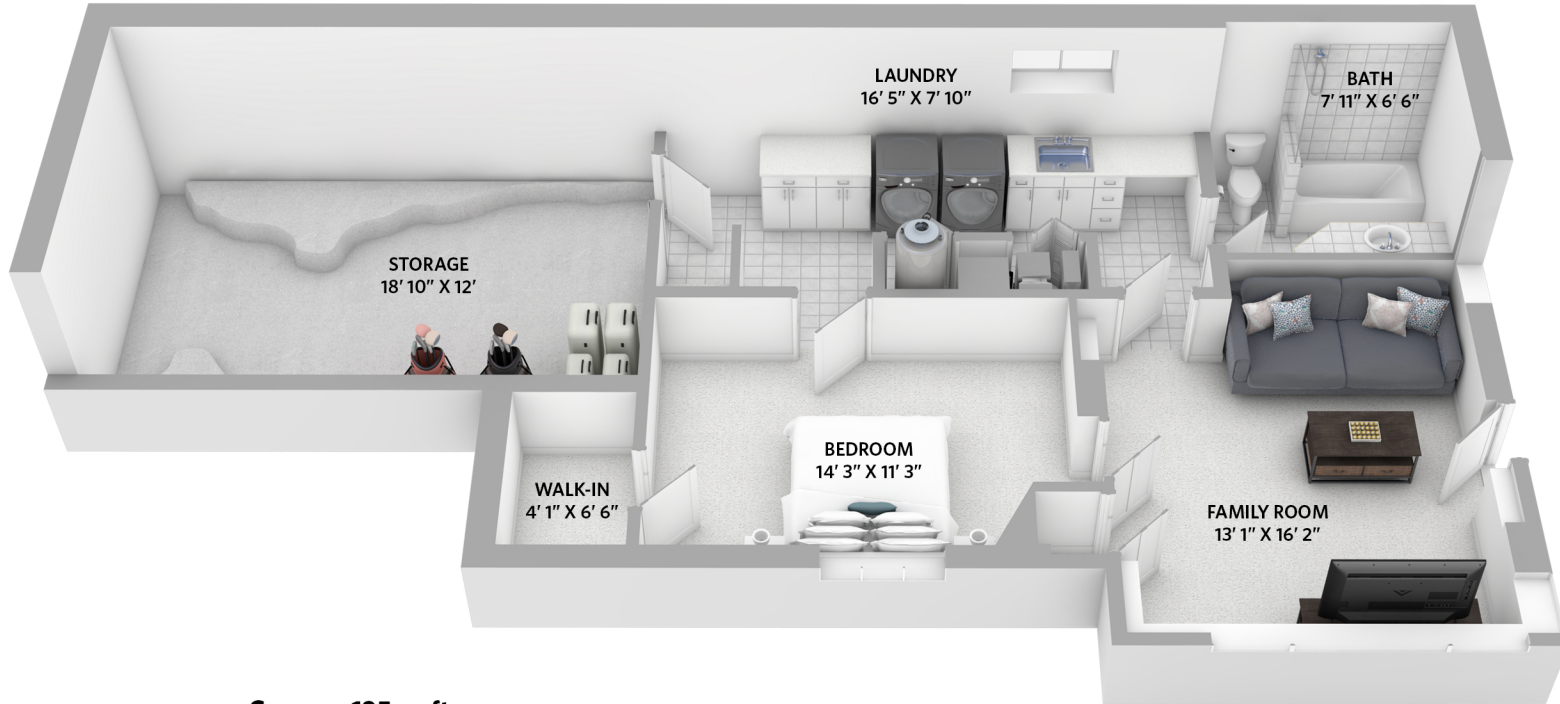 LAUNDRY
16′ 5″ X 7′ 10″
BATH
7′ 11″ X 6′ 6″
STORAGE
18′ 10″ X 12′
BEDROOM
14′ 3″ X 11′ 3″
WALK-IN
4′ 1″ X 6′ 6″
FAMILY ROOM
13′ 1″ X 16′ 2″